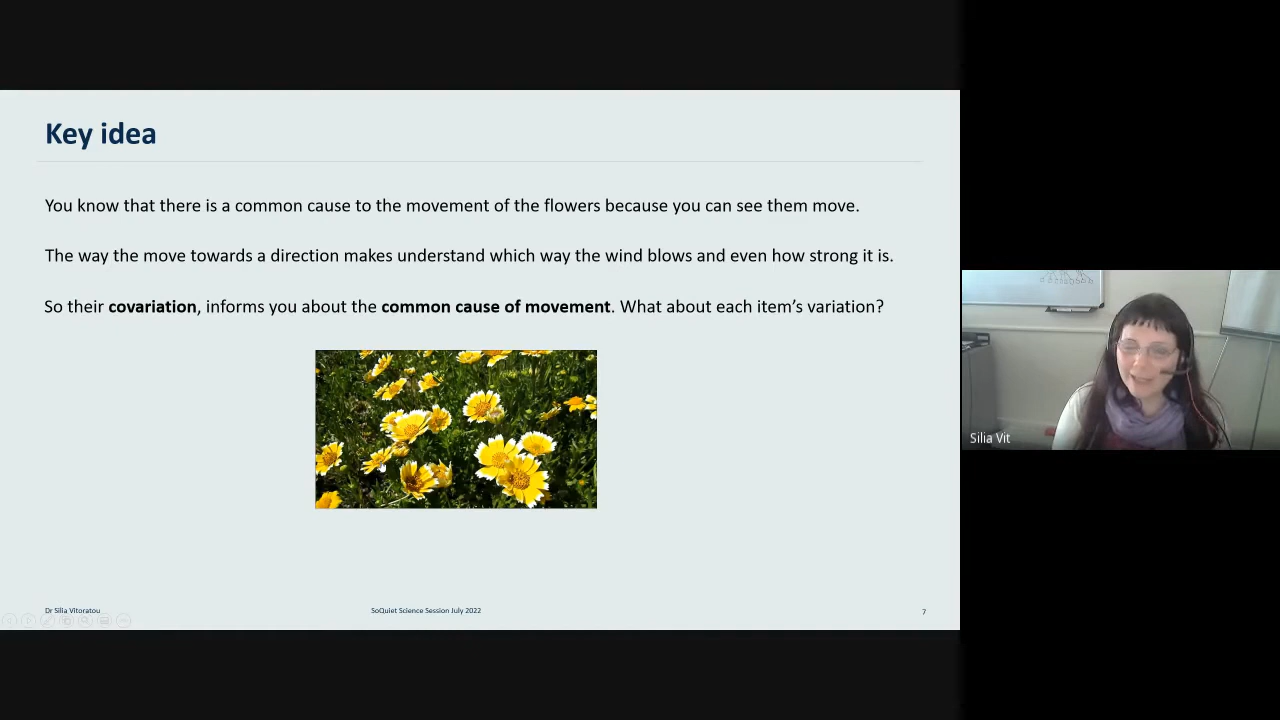 Key idea
You know that there is a common cause to the movement of the flowers because you can see them move.
The way the move towards a direction makes understand which way the wind blows and even how strong it is.
So their covariation, informs you about the common cause of movement. What about each item’s variation?
Dr Silia Vitoratou
SoQuiet Science Session July 2022
7
Silia Vit